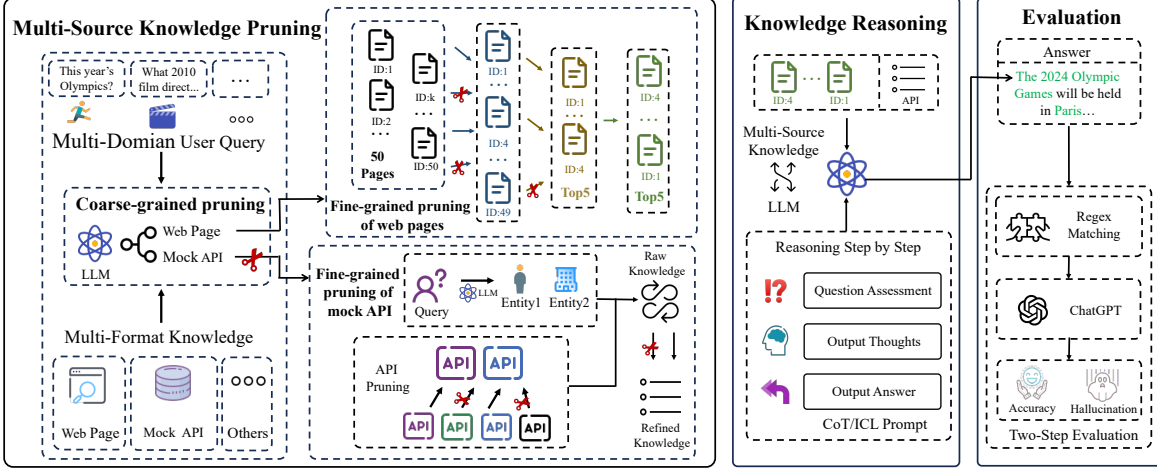 Multi-Source Knowledge Pruning
This year's
Olympics?
What 2010
film direct...
...
Multi-Domian User Query
Coarse-grained pruning
LLM
Web Page
Mock API
Multi-Format Knowledge
Web Page
Mock API
Others
ID:1
ID:2
ID:k
ID:50
50
Pages
ID:1
...
ID:4
...
ID:49
...
ID:1
...
ID:4
Top5
ID:4
...
ID:1
Top5
Fine-grained pruning
of web pages
Fine-grained
pruning of
mock API
Query
LLM
Entity1
Entity2
API
Pruning
API
API
API
API
API
API
Raw
Knowledge
Refined
Knowledge
Knowledge Reasoning
ID:4
...
ID:1
API
Multi-Source
Knowledge
LLM
Reasoning Step by Step
!?
Question Assessment
Output Thoughts
Output Answer
CoT/ICL Prompt
Evaluation
Answer
The 2024 Olympic
Games will be held
in Paris...
Regex
Matching
ChatGPT
Accuracy
Hallucination
Two-Step Evaluation